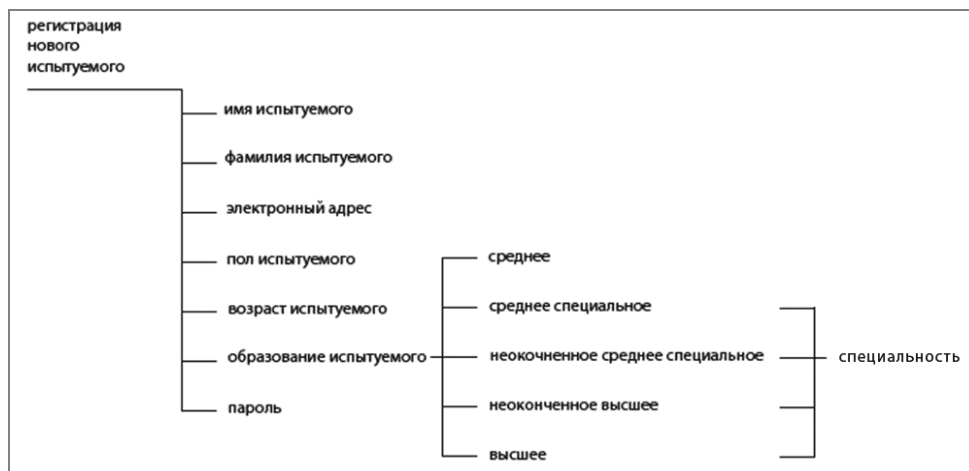 регистрация
нового
испытуемого
имя испытуемого
фамилия испытуемого
электронный адрес
пол испытуемого
возраст испытуемого
образование испытуемого
пароль
среднее
среднее специальное
неокочненное среднее специальное
неоконченное высшее
высшее
специальность